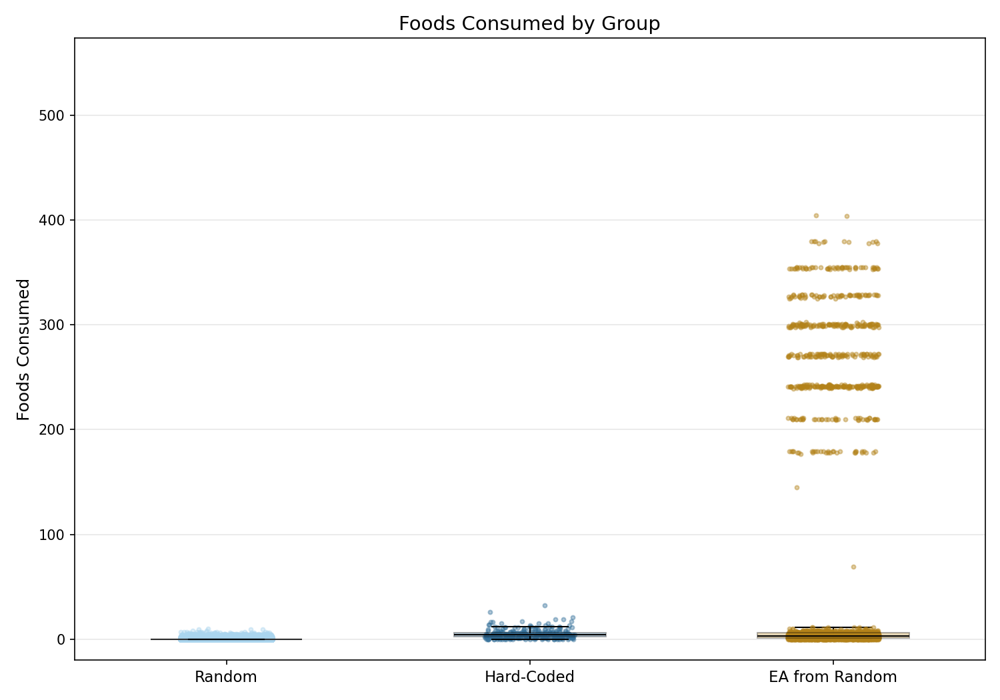 Foods Consumed by Group
Foods Consumed
500
400
300
200
100
0
Random
Hard-Coded
EA from Random